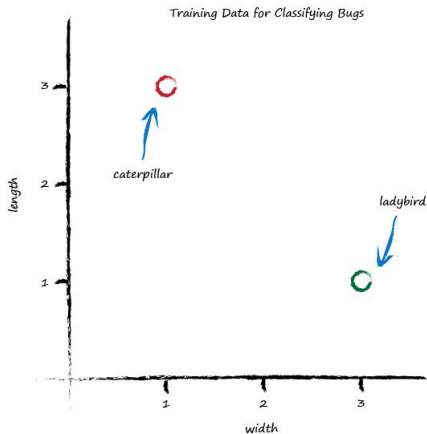 Training Data for Classifying Bugs
3
caterpillar
length
2
ladybird
1
1 2 3
width